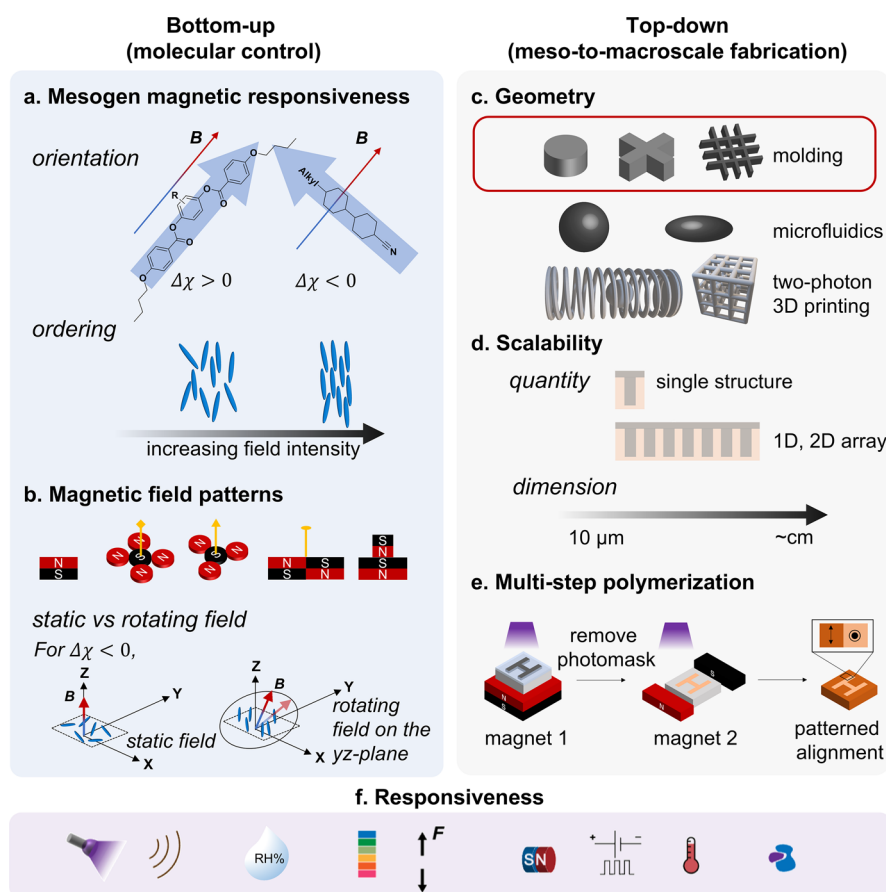 Bottom-up
(molecular control)
Top-down
(meso-to-macroscale fabrication)
a. Mesogen magnetic responsiveness
orientation
B
B
R
O
O
O
O
O
O
Alkyl
N
Δχ > 0
Δχ < 0
ordering
increasing field intensity
b. Magnetic field patterns
N
S
N
N
S
N
N
N
S
N
N
S
S
N
S
N
S
N
static vs rotating field
For Δχ < 0,
Z
B
Y
X
static field
Z
B
Y
X
rotating
field on the
yz-plane
c. Geometry
molding
microfluidics
two-photon
3D printing
d. Scalability
quantity
single structure
1D, 2D array
dimension
10 μm
~cm
e. Multi-step polymerization
H
N
S
magnet 1
remove
photomask
S
H
N
magnet 2
H
patterned
alignment
f. Responsiveness
RH%
F
SN
+
−